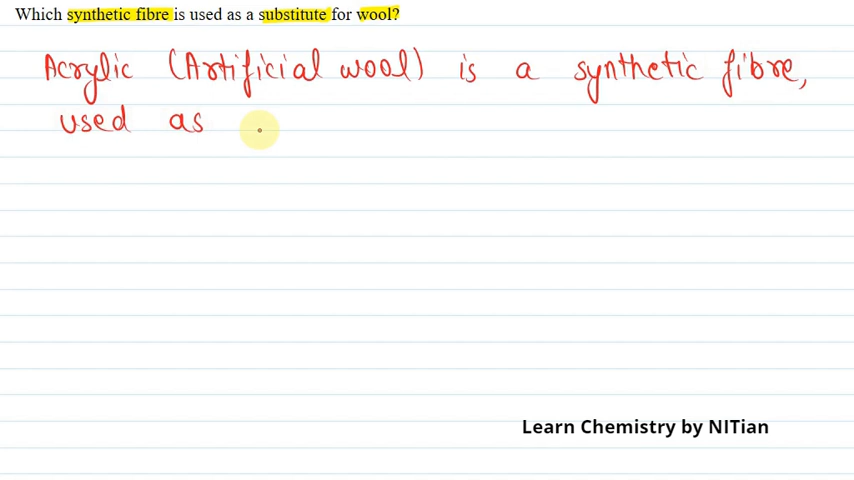 Which synthetic fibre is used as a substitute for wool?
Acrylic (Artificial wool) is a synthetic fibre,
used as
Learn Chemistry by NITian